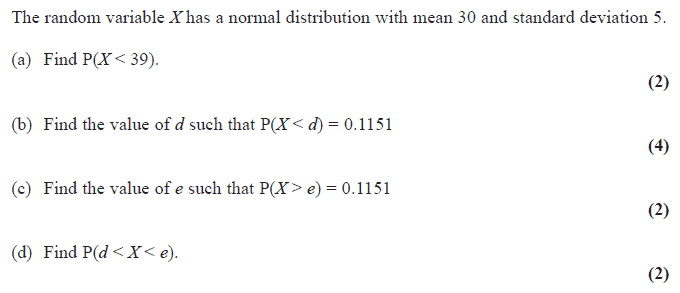 The random variable X has a normal distribution with mean 30 and standard deviation 5.
(a) Find P(X < 39).
(2)
(b) Find the value of d such that P(X < d) = 0.1151
(4)
(c) Find the value of e such that P(X > e) = 0.1151
(2)
(d) Find P(d < X < e).
(2)